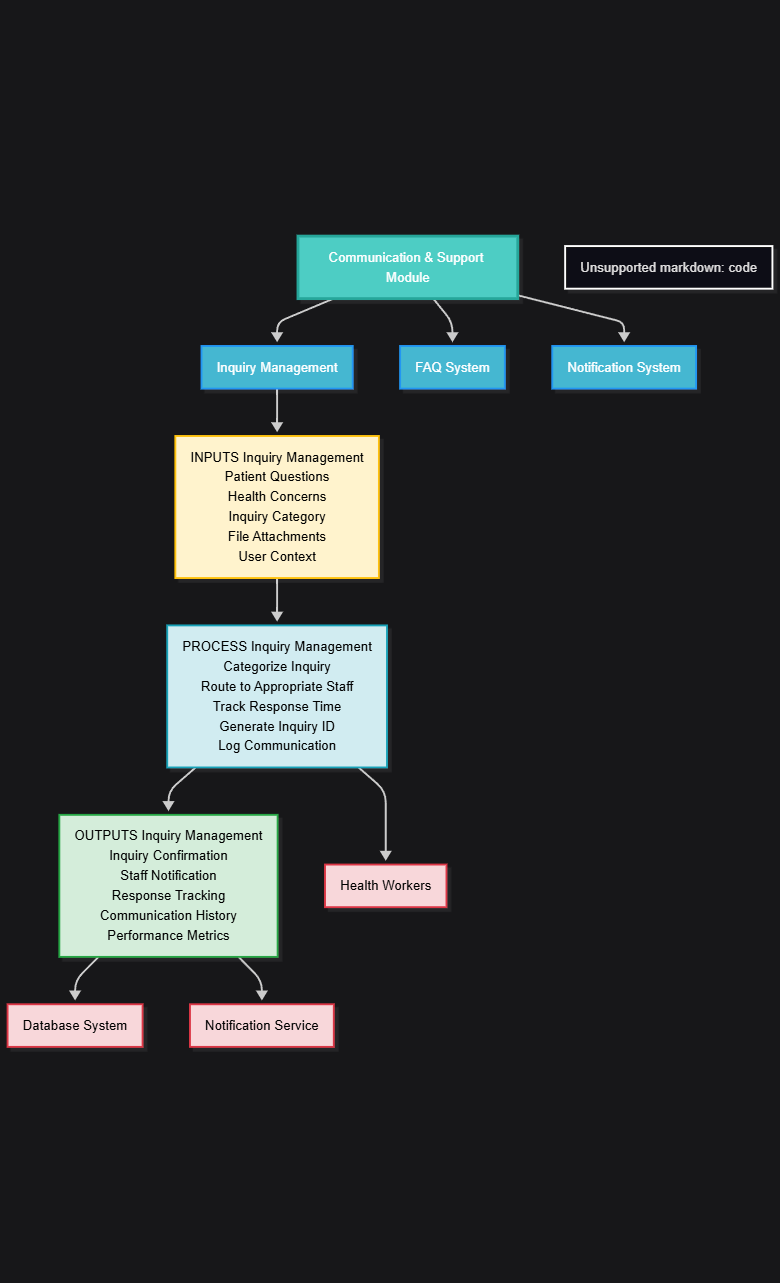 Communication & Support
Module
Unsupported markdown: code
Inquiry Management
FAQ System
Notification System
INPUTS Inquiry Management
Patient Questions
Health Concerns
Inquiry Category
File Attachments
User Context
PROCESS Inquiry Management
Categorize Inquiry
Route to Appropriate Staff
Track Response Time
Generate Inquiry ID
Log Communication
OUTPUTS Inquiry Management
Inquiry Confirmation
Staff Notification
Response Tracking
Communication History
Performance Metrics
Health Workers
Database System
Notification Service